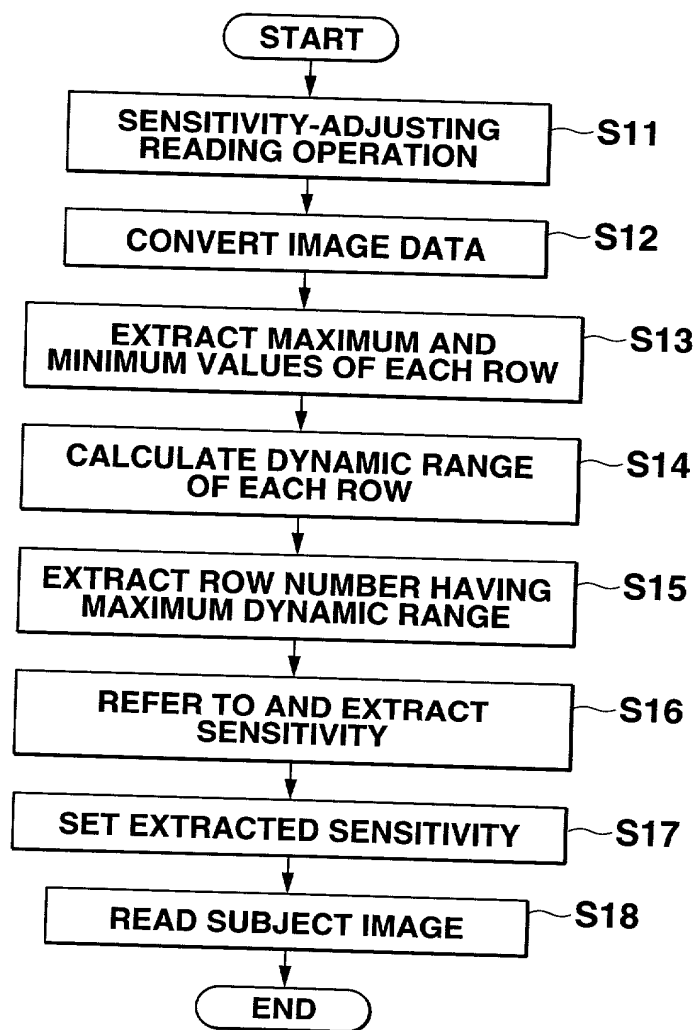 START
SENSITIVITY-ADJUSTING
READING OPERATION
S11
CONVERT IMAGE DATA
S12
EXTRACT MAXIMUM AND
MINIMUM VALUES OF EACH ROW
S13
CALCULATE DYNAMIC RANGE
OF EACH ROW
S14
EXTRACT ROW NUMBER HAVING
MAXIMUM DYNAMIC RANGE
S15
REFER TO AND EXTRACT
SENSITIVITY
S16
SET EXTRACTED SENSITIVITY
S17
READ SUBJECT IMAGE
S18
END